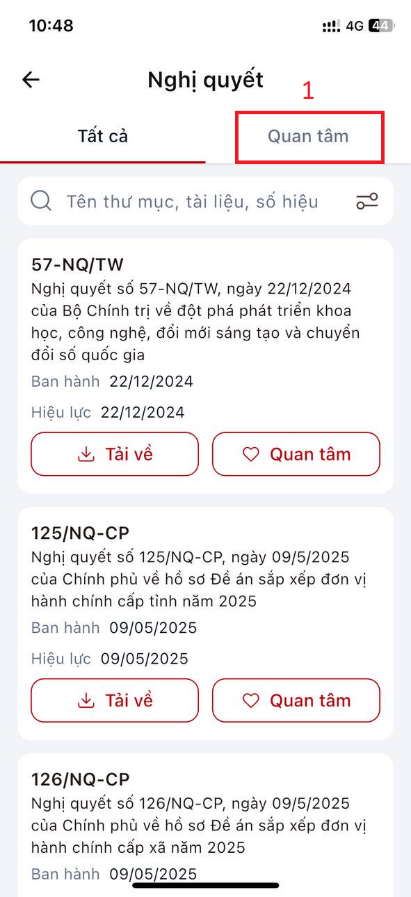 10:48
4G 44
Nghị quyết
1
Tất cả
Quan tâm
Tên thư mục, tài liệu, số hiệu
57-NQ/TW
Nghị quyết số 57-NQ/TW, ngày 22/12/2024
của Bộ Chính trị về đột phá phát triển khoa
học, công nghệ, đổi mới sáng tạo và chuyển
đổi số quốc gia
Ban hành 22/12/2024
Hiệu lực 22/12/2024
Tải về
Quan tâm
125/NQ-CP
Nghị quyết số 125/NQ-CP, ngày 09/5/2025
của Chính phủ về hồ sơ Đề án sắp xếp đơn vị
hành chính cấp tỉnh năm 2025
Ban hành 09/05/2025
Hiệu lực 09/05/2025
Tải về
Quan tâm
126/NQ-CP
Nghị quyết số 126/NQ-CP, ngày 09/5/2025
của Chính phủ về hồ sơ Đề án sắp xếp đơn vị
hành chính cấp xã năm 2025
Ban hành 09/05/2025